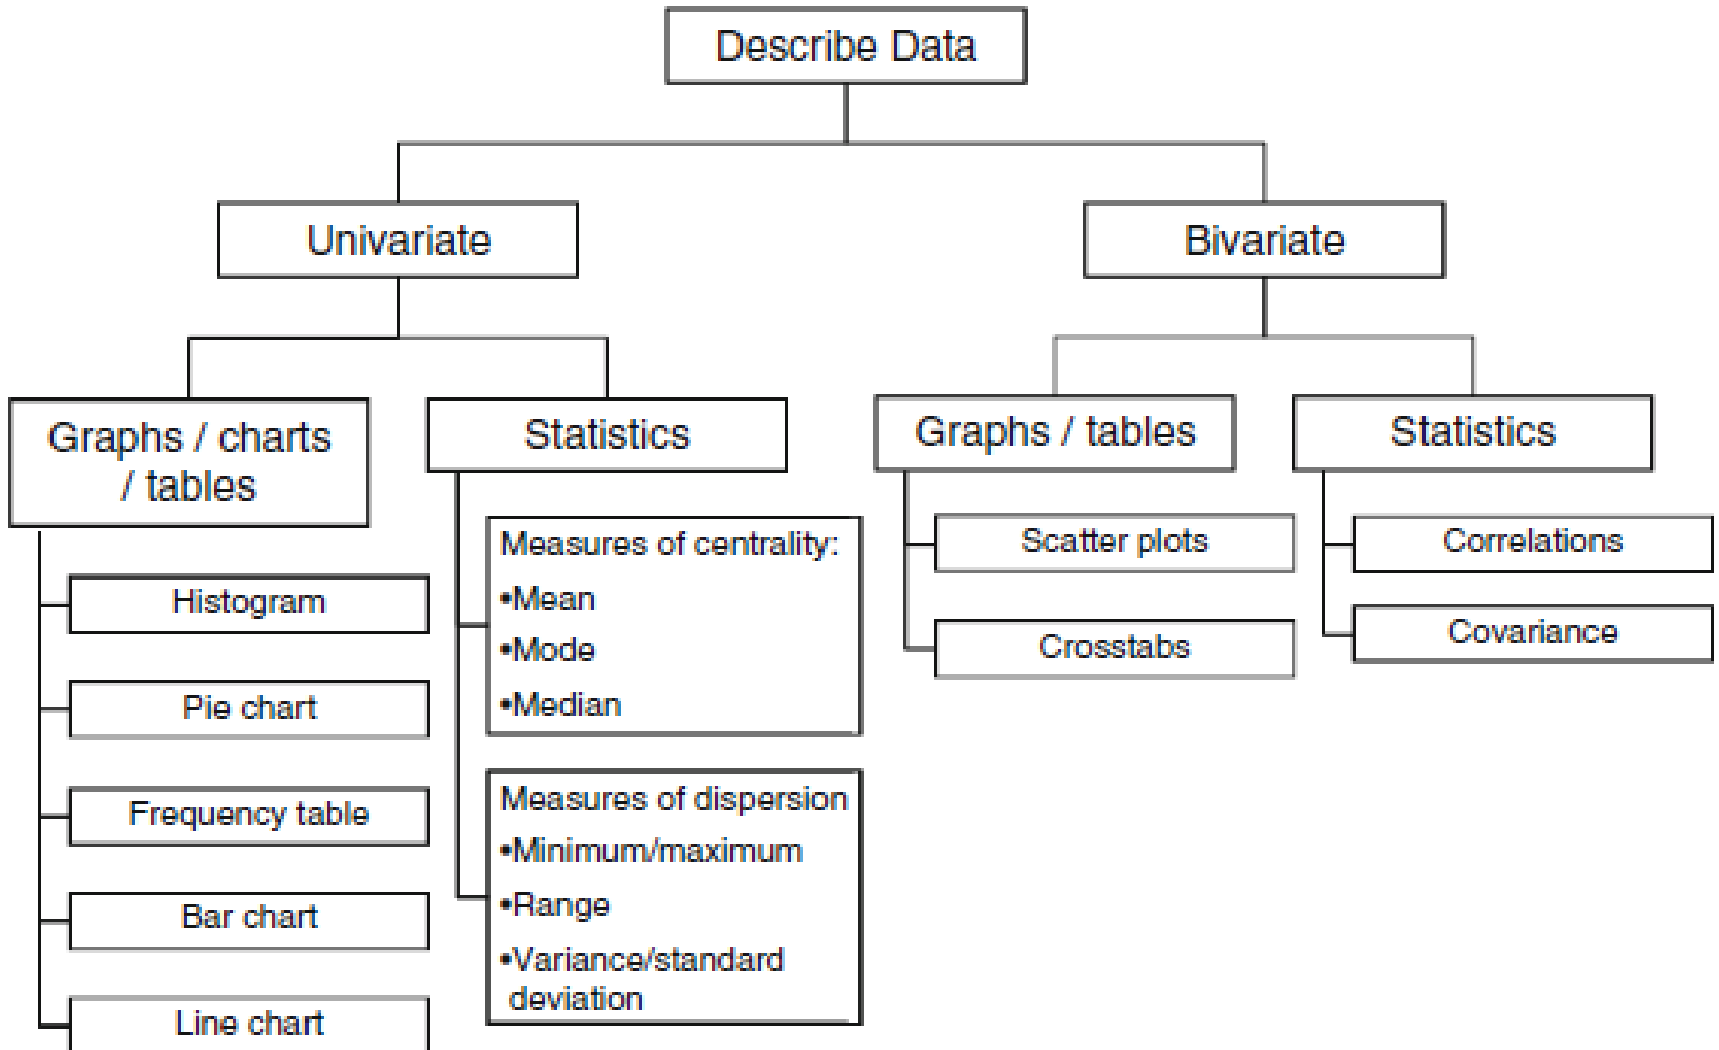 Describe Data
Univariate
Bivariate
Graphs / charts
/ tables
Statistics
Graphs / tables
Statistics
Histogram
Pie chart
Frequency table
Bar chart
Line chart
Measures of centrality:
•Mean
•Mode
•Median
Measures of dispersion
•Minimum/maximum
•Range
•Variance/standard
deviation
Scatter plots
Crosstabs
Correlations
Covariance